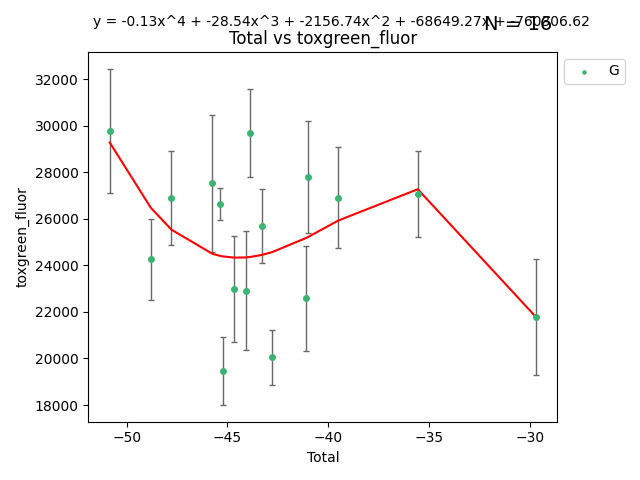 y = -0.13x^4 + -28.54x^3 + -2156.74x^2 + -68649.27x +
N = 16
Total vs toxgreen_fluor
G
32000
30000
28000
26000
24000
22000
20000
18000
toxgreen_fluor
−50
−45
−40
−35
−30
Total